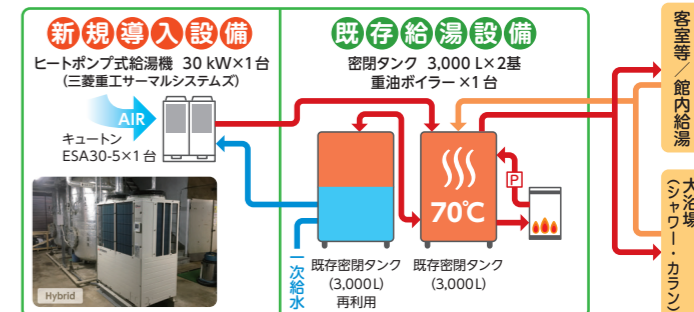 新規導入設備
ヒートポンプ式給湯機 30 kW×1台
(三菱重工サーマルシステムズ)
AIR
キュートン
ESA30-5×1台
Hybrid
既存給湯設備
密閉タンク 3,000 L×2基
重油ボイラー×1台
70℃
P
一次給水
既存密閉タンク
(3,000L)
再利用
既存密閉タンク
(3,000L)
客室等/館内給湯
大浴場
(シャワー・カラン)